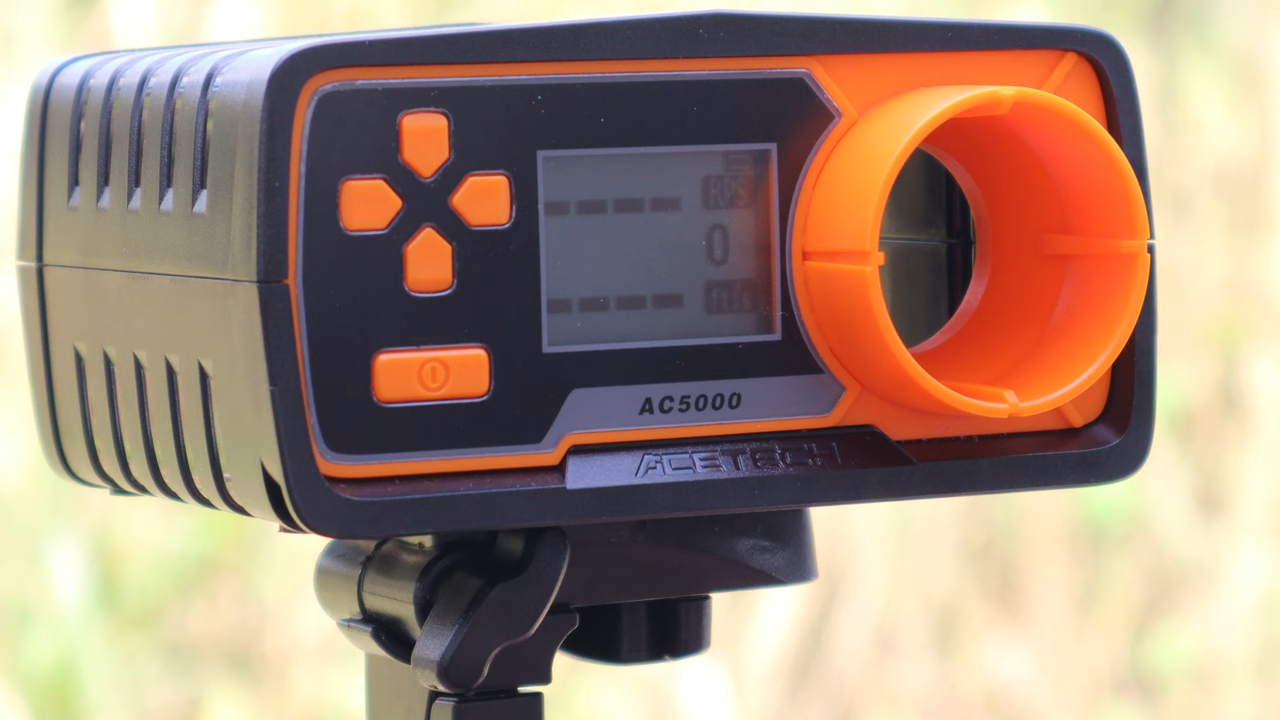 ---- RPS
0
---- ft/s
AC5000
ACETECH